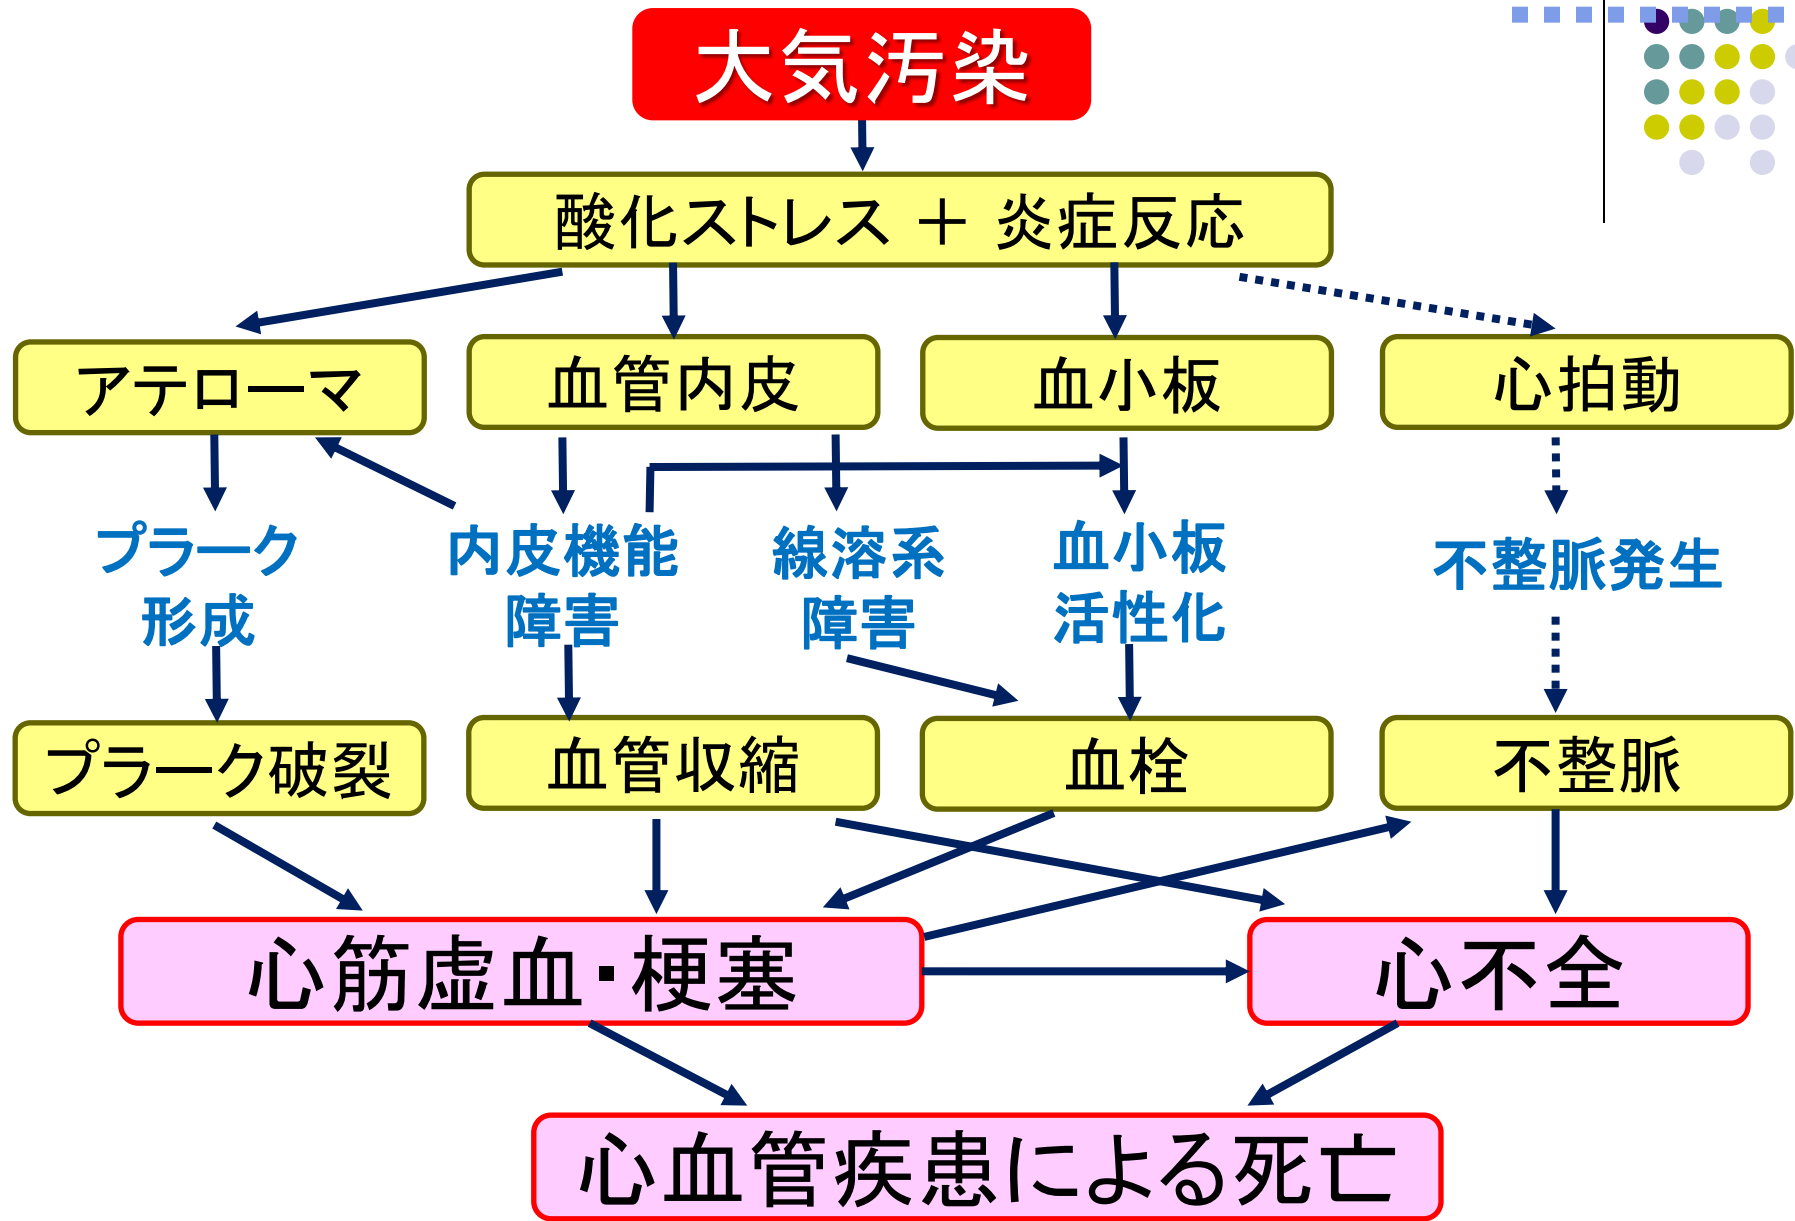 大気汚染
酸化ストレス ＋ 炎症反応
アテローマ
血管内皮
血小板
心拍動
プラーク
形成
内皮機能
障害
線溶系
障害
血小板
活性化
不整脈発生
プラーク破裂
血管収縮
血栓
不整脈
心筋虚血・梗塞
心不全
心血管疾患による死亡